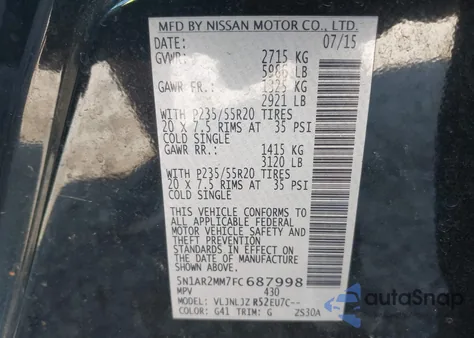 MFD BY NISSAN MOTOR CO., LTD.
DATE: 07/15
GVWR: 2715 KG
5986 LB
GAWR FR.: 1325 KG
2921 LB
WITH P235/55R20 TIRES
20 X 7.5 RIMS AT 35 PSI
COLD SINGLE
GAWR RR.: 1415 KG
3120 LB
WITH P235/55R20 TIRES
20 X 7.5 RIMS AT 35 PSI
COLD SINGLE
THIS VEHICLE CONFORMS TO
ALL APPLICABLE FEDERAL
MOTOR VEHICLE SAFETY
STANDARDS IN EFFECT ON THE
DATE OF MANUFACTURE SHOWN
ABOVE.
5N1AR2MM7FC687998
MPV 430
MODEL: VLJNLJZ R52EU7C--
COLOR: G41 TRIM: G 2S30A
AutoSnap